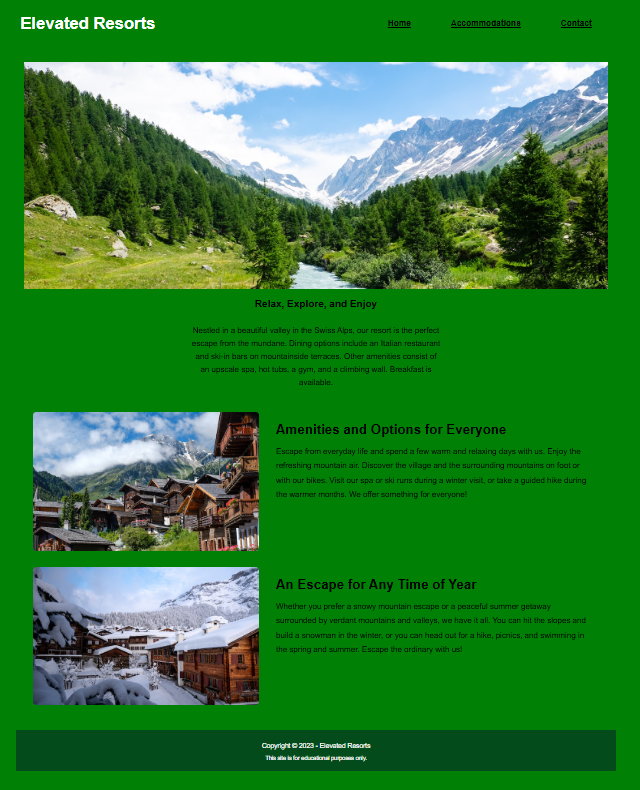 Elevated Resorts
Home Accommodations Contact
Relax, Explore, and Enjoy
Nestled in a beautiful valley in the Swiss Alps, our resort is the perfect
escape from the mundane. Dining options include an Italian restaurant
and ski-in bars on mountainside terraces. Other amenities consist of
an upscale spa, hot tubs, a gym, and a climbing wall. Breakfast is
available.
Amenities and Options for Everyone
Escape from everyday life and spend a few warm and relaxing days with us. Enjoy the
refreshing mountain air. Discover the village and the surrounding mountains on foot or
with our bikes. Visit our spa or ski runs during a winter visit, or take a guided hike during
the warmer months. We offer something for everyone!
An Escape for Any Time of Year
Whether you prefer a snowy mountain escape or a peaceful summer getaway
surrounded by verdant mountains and valleys, we have it all. You can hit the slopes and
build a snowman in the winter, or you can head out for a hike, picnics, and swimming in
the spring and summer. Escape the ordinary with us!
Copyright © 2023 - Elevated Resorts
This site is for educational purposes only.